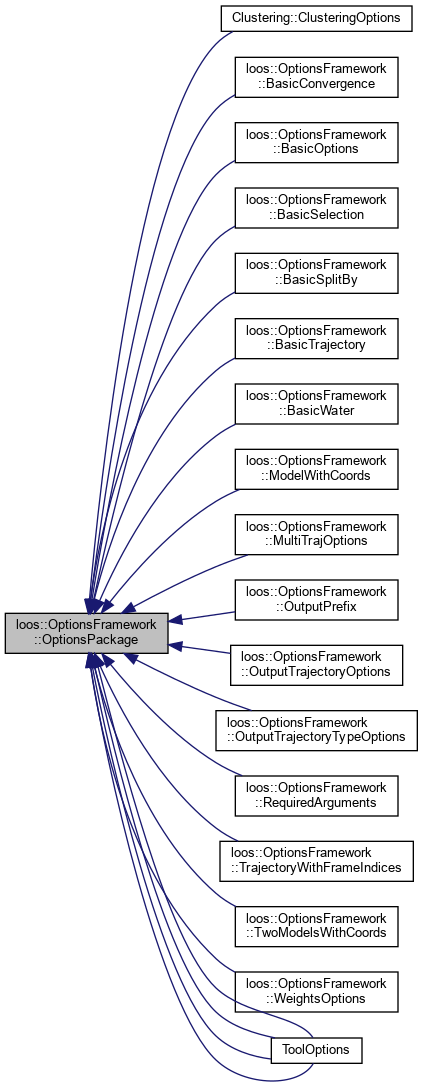 Clustering::ClusteringOptions
loos::OptionsFramework
::BasicConvergence
loos::OptionsFramework
::BasicOptions
loos::OptionsFramework
::BasicSelection
loos::OptionsFramework
::BasicSplitBy
loos::OptionsFramework
::BasicTrajectory
loos::OptionsFramework
::BasicWater
loos::OptionsFramework
::ModelWithCoords
loos::OptionsFramework
::MultiTrajOptions
loos::OptionsFramework
::OutputPrefix
loos::OptionsFramework
::OptionsPackage
loos::OptionsFramework
::OutputTrajectoryOptions
loos::OptionsFramework
::OutputTrajectoryTypeOptions
loos::OptionsFramework
::RequiredArguments
loos::OptionsFramework
::TrajectoryWithFrameIndices
loos::OptionsFramework
::TwoModelsWithCoords
loos::OptionsFramework
::WeightsOptions
ToolOptions